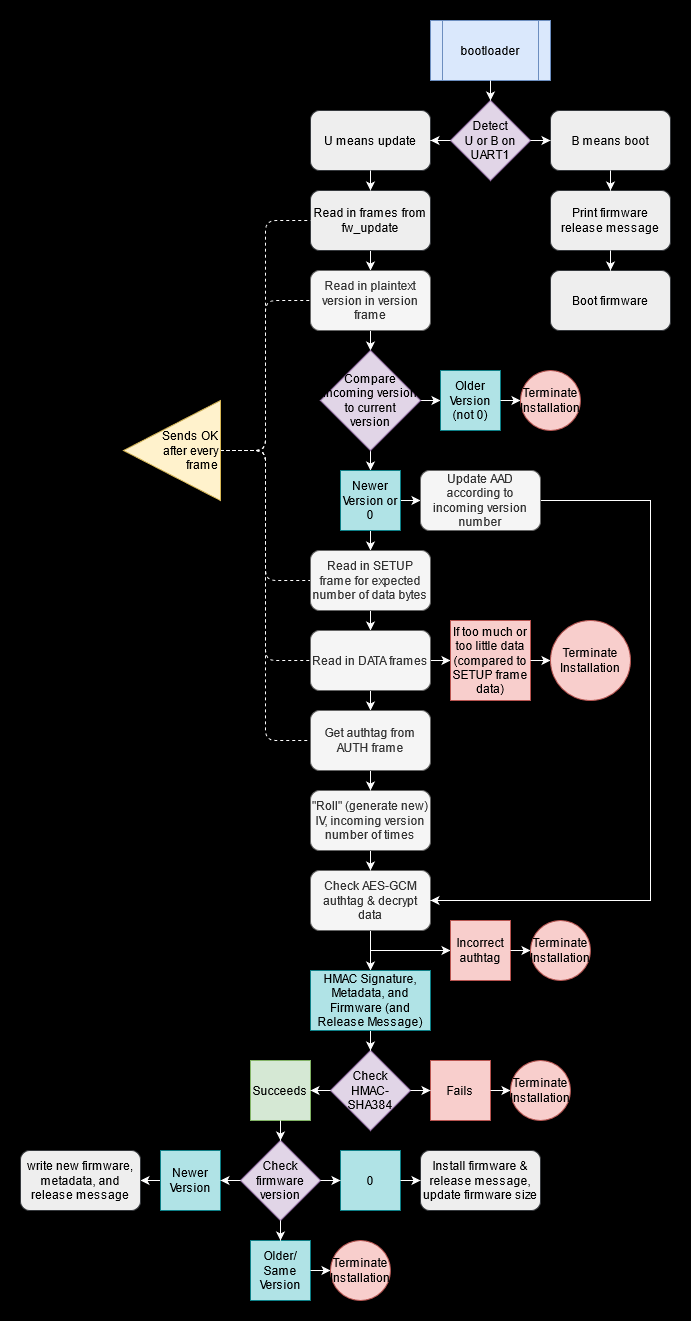 bootloader
Detect
U or B on
UART1
U means update
B means boot
Read in frames from
fw_update
Print firmware
release message
Read in plaintext
version in version
frame
Boot firmware
Compare
incoming version
to current
version
Older
Version
(not 0)
Terminate
Installation
Sends OK
after every
frame
Newer
Version or
0
Update AAD
according to
incoming version
number
Read in SETUP
frame for expected
number of data bytes
Read in DATA frames
If too much or
too little data
(compared to
SETUP frame
data)
Terminate
Installation
Get authtag from
AUTH frame
"Roll" (generate new)
IV, incoming version
number of times
Check AES-GCM
authtag & decrypt
data
Incorrect
authtag
Terminate
Installation
HMAC Signature,
Metadata, and
Firmware (and
Release Message)
Succeeds
Check
HMAC-
SHA384
Fails
Terminate
Installation
write new firmware,
metadata, and
release message
Newer
Version
Check
firmware
version
0
Install firmware &
release message,
update firmware size
Older/
Same
Version
Terminate
Installation